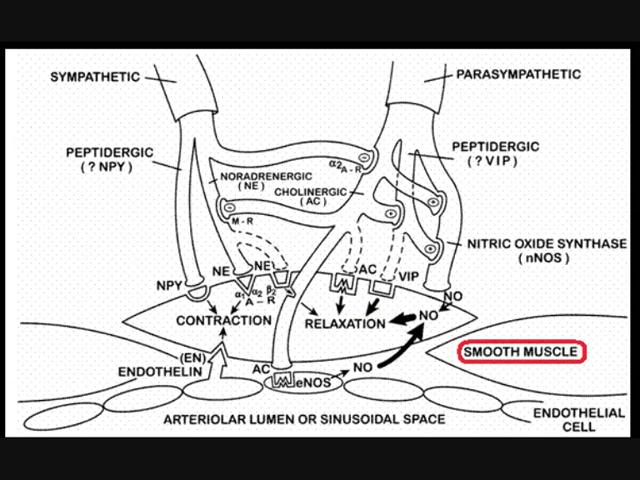 SYMPATHETIC
PARASYMPATHETIC
PEPTIDERGIC
(? NPY)
PEPTIDERGIC
(? VIP)
α2 A-R
NORADRENERGIC
(NE)
CHOLINERGIC
(AC)
M-R
NITRIC OXIDE SYNTHASE
(nNOS)
NE
NE
AC
VIP
NPY
M
NO
α1 α2 β2
A-R
CONTRACTION
RELAXATION
NO
(EN)
ENDOTHELIN
SMOOTH MUSCLE
AC
M
eNOS
NO
ARTERIOLAR LUMEN OR SINUSOIDAL SPACE
ENDOTHELIAL
CELL